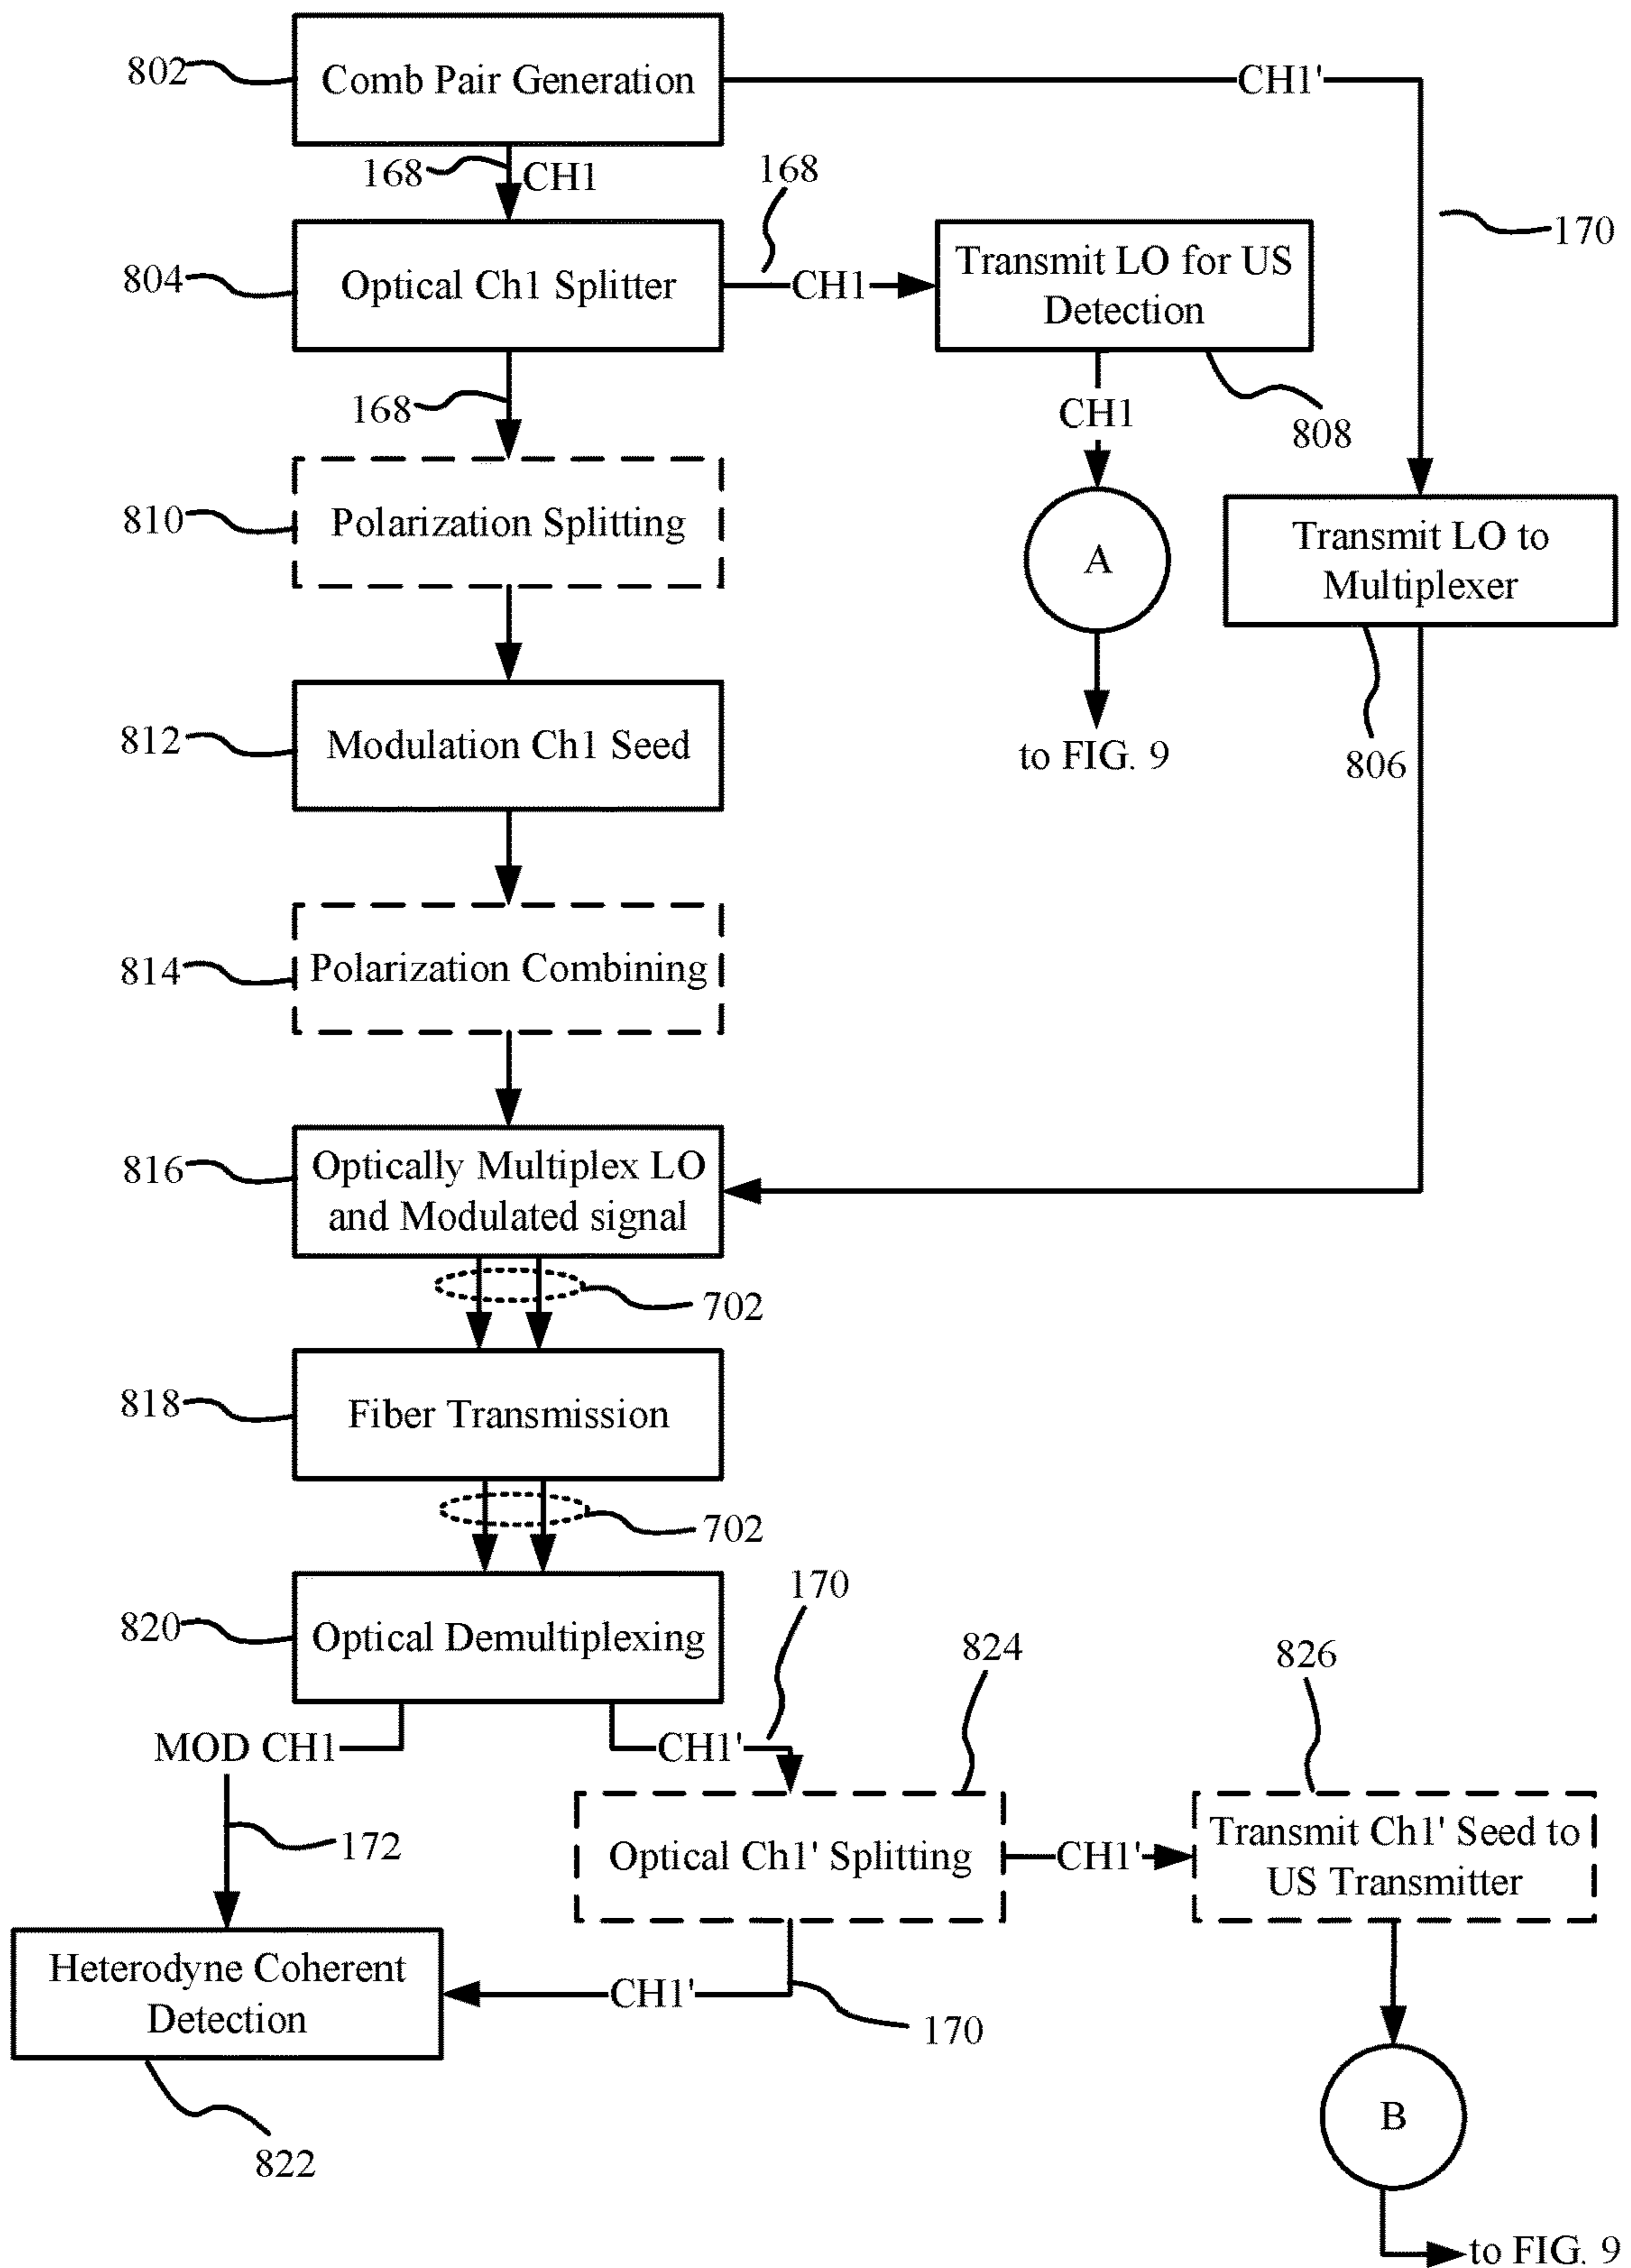 802
Comb Pair Generation
CH1'
168
CH1
168
170
804
Optical Ch1 Splitter
CH1
Transmit LO for US
Detection
168
CH1
808
810
Polarization Splitting
A
Transmit LO to
Multiplexer
812
Modulation Ch1 Seed
to FIG. 9
806
814
Polarization Combining
816
Optically Multiplex LO
and Modulated signal
702
818
Fiber Transmission
702
820
Optical Demultiplexing
170
824
826
MOD CH1
CH1'
172
Optical Ch1' Splitting
CH1'
Transmit Ch1' Seed to
US Transmitter
Heterodyne Coherent
Detection
CH1'
170
822
B
to FIG. 9